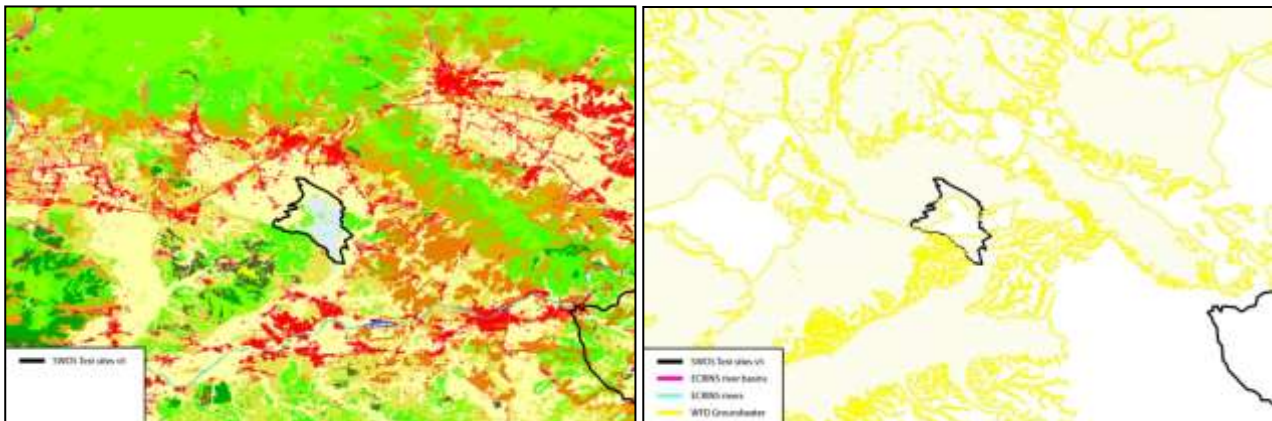 SWOS Test sites v1
SWOS Test sites v1
ECRINS river basins
ECRINS rivers
WFD Groundwater